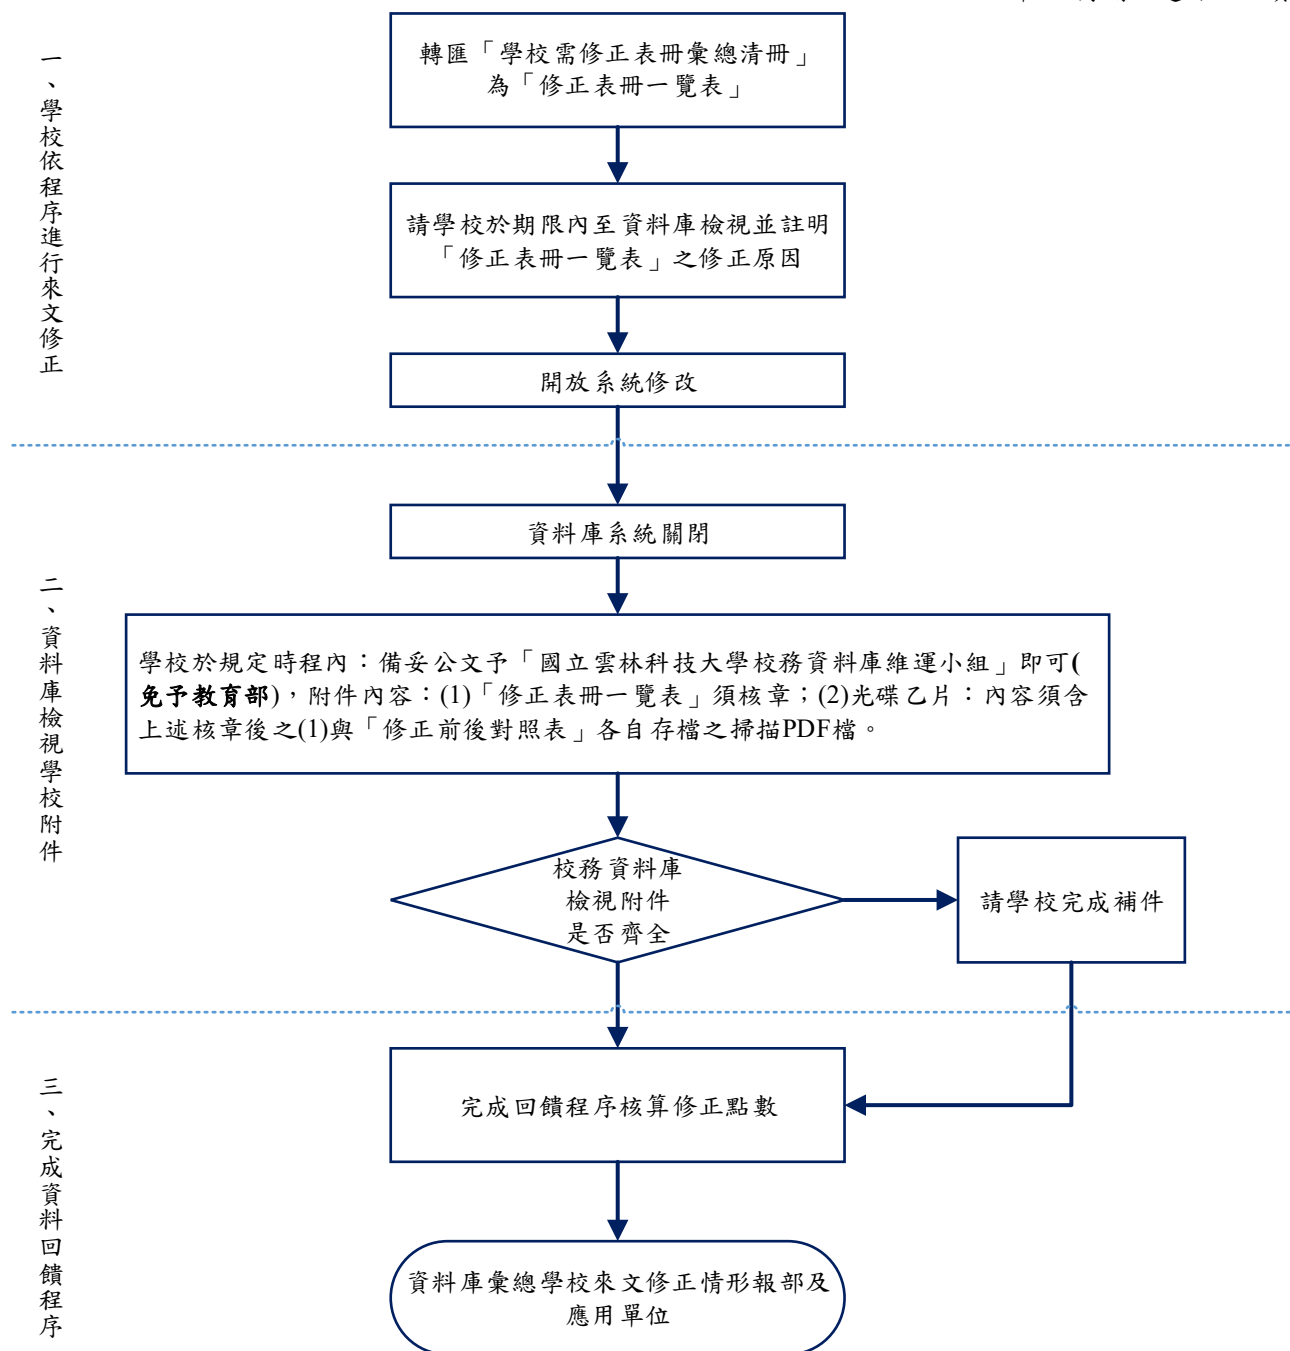 一、學校依程序進行來文修正
轉匯「學校需修正表冊彙總清冊」
為「修正表冊一覽表」
請學校於期限內至資料庫檢視並註明
「修正表冊一覽表」之修正原因
開放系統修改
二、資料庫檢視學校附件
資料庫系統關閉
學校於規定時程內：備妥公文予「國立雲林科技大學校務資料庫維運小組」即可(
免予教育部)，附件內容：(1)「修正表冊一覽表」須核章；(2)光碟乙片：內容須含
上述核章後之(1)與「修正前後對照表」各自存檔之掃描PDF檔。
校務資料庫
檢視附件
是否齊全
請學校完成補件
三、完成資料回饋程序
完成回饋程序核算修正點數
資料庫彙總學校來文修正情形報部及
應用單位